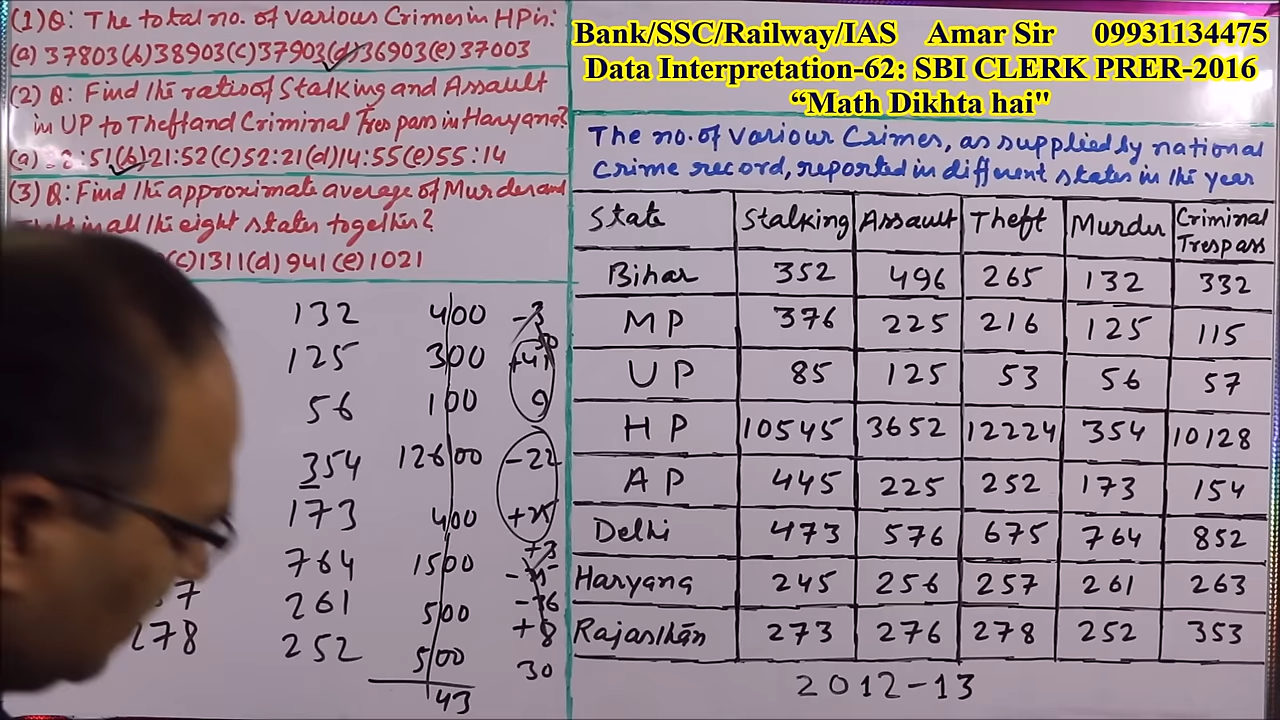 (1) Q: The total no. of various Crimes in HP is:
(a) 37803 (b) 38903 (c) 37903 (d) 36903 (e) 37003
(2) Q: Find the ratio of Stalking and Assault
in UP to Theft and Criminal Trespass in Haryana?
:51 (b) 21:52 (c) 52:21 (d) 14:55 (e) 55:14
(3) Q: Find the approximate average of Murder and
in all the eight states together?
(c) 1311 (d) 941 (e) 1021
132 400 -3
125 300 +41
56 100 9
354 12600 -22
173 400 +25
764 1500
261 500 -16
278 252 500 +8
43 30
Bank/SSC/Railway/IAS Amar Sir 09931134475
Data Interpretation-62: SBI CLERK PRER-2016
“Math Dikhta hai"
The no. of various Crimes, as supplied by national
Crime record, reported in different states in the year
State Stalking Assault Theft Murder Criminal Trespass
Bihar 352 496 265 132 332
MP 376 225 216 125 115
UP 85 125 53 56 57
HP 10545 3652 12224 354 10128
AP 445 225 252 173 154
Delhi 473 576 675 764 852
Haryana 245 256 257 261 263
Rajasthan 273 276 278 252 353
2012-13